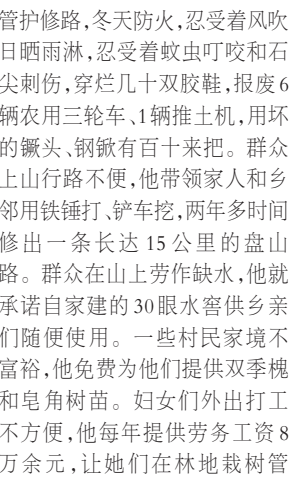 管护修路,冬天防火,忍受着风吹
日晒雨淋,忍受着蚊虫叮咬和石
尖刺伤,穿烂几十双胶鞋,报废6
辆农用三轮车、1辆推土机,用坏
的镢头、钢锨有百十来把。群众
上山行路不便,他带领家人和乡
邻用铁锤打、铲车挖,两年多时间
修出一条长达15公里的盘山
路。群众在山上劳作缺水,他就
承诺自家建的30眼水窖供乡亲
们随便使用。一些村民家境不
富裕,他免费为他们提供双季槐
和皂角树苗。妇女们外出打工
不方便,他每年提供劳务工资8
万余元,让她们在林地栽树管